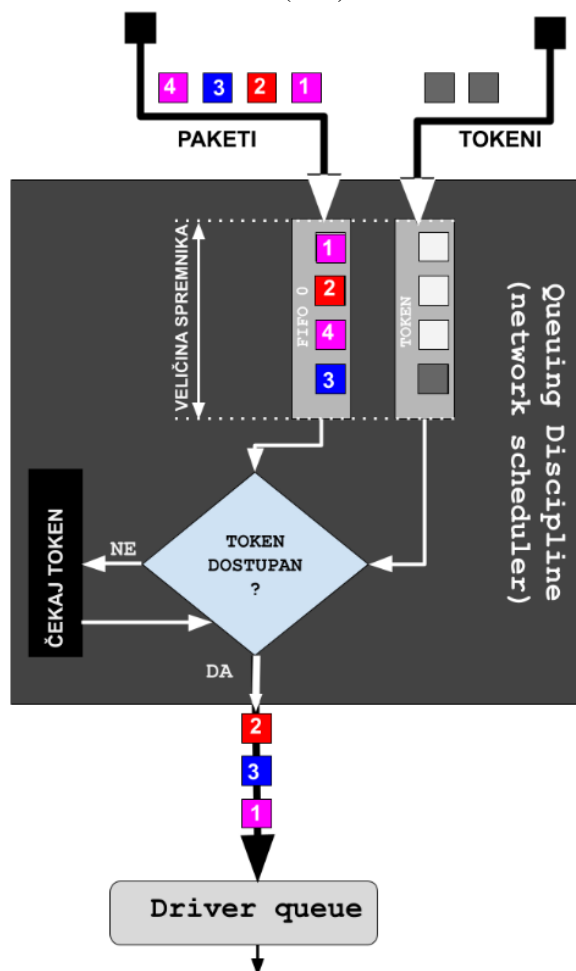 4 3 2 1
PAKETI
TOKENI
VELIČINA SPREMNIKA
FIFO 0
1
2
4
3
TOKEN
Queuing Discipline
(network scheduler)
TOKEN
DOSTUPAN
?
NE
ČEKAJ TOKEN
DA
2
3
1
Driver queue